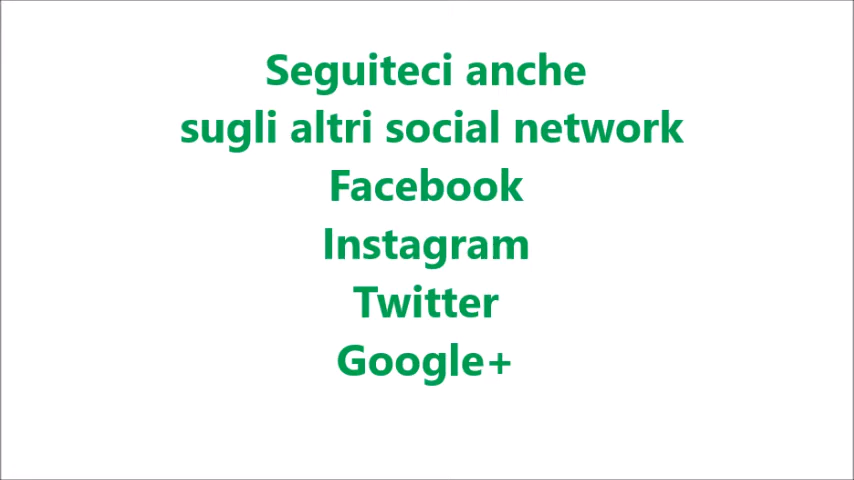 Seguiteci anche
sugli altri social network
Facebook
Instagram
Twitter
Google+